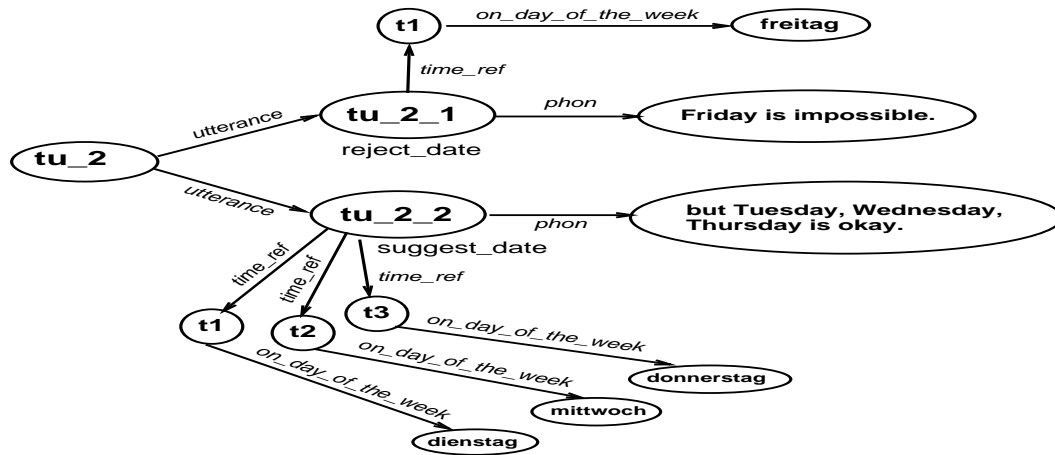 t1
on_day_of_the_week
freitag
time_ref
utterance
tu_2_1
phon
Friday is impossible.
reject_date
tu_2
utterance
tu_2_2
phon
but Tuesday, Wednesday,
Thursday is okay.
suggest_date
time_ref
time_ref
time_ref
t1
t2
t3
on_day_of_the_week
on_day_of_the_week
on_day_of_the_week
donnerstag
mittwoch
dienstag